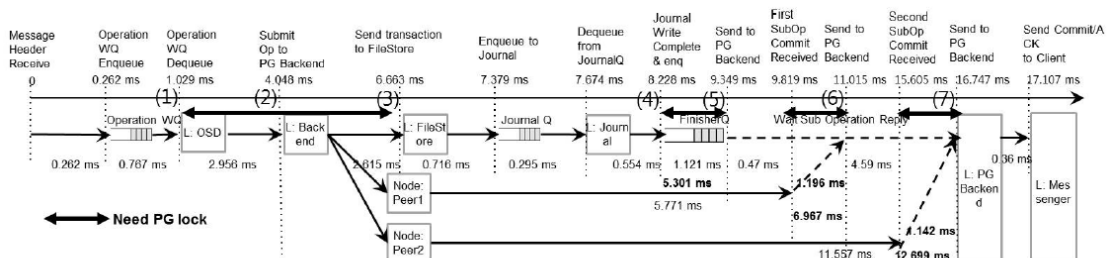 Message
Header
Receive
Operation
WQ
Enqueue
Operation
WQ
Dequeue
Submit
Op to
PG Backend
Send transaction
to FileStore
Enqueue to
Journal
Dequeue
from
JournalQ
Journal
Write
Complete
& enq
Send to
PG
Backend
First
SubOp
Commit
Received
Send to
PG
Backend
Second
SubOp
Commit
Received
Send to
PG
Backend
Send Commit/A
CK
to Client
0
0.262 ms
1.029 ms
4.048 ms
6.663 ms
7.379 ms
7.674 ms
8.228 ms
9.349 ms
9.819 ms
11.015 ms
15.605 ms
16.747 ms
17.107 ms
(1)
(2)
(3)
(4)
(5)
(6)
(7)
Operation WQ
L: OSD
L: Back
end
L: FileSt
ore
Journal Q
L: Jour
nal
FinisherQ
Wait Sub Operation Reply
0.262 ms
0.767 ms
2.956 ms
2.615 ms
0.716 ms
0.295 ms
0.554 ms
1.121 ms
0.47 ms
4.59 ms
0.36 ms
L: PG
Backen
d
L: Mes
senger
Node:
Peer1
5.301 ms
5.771 ms
1.196 ms
6.967 ms
Need PG lock
Node:
Peer2
11.557 ms
1.142 ms
12.699 ms